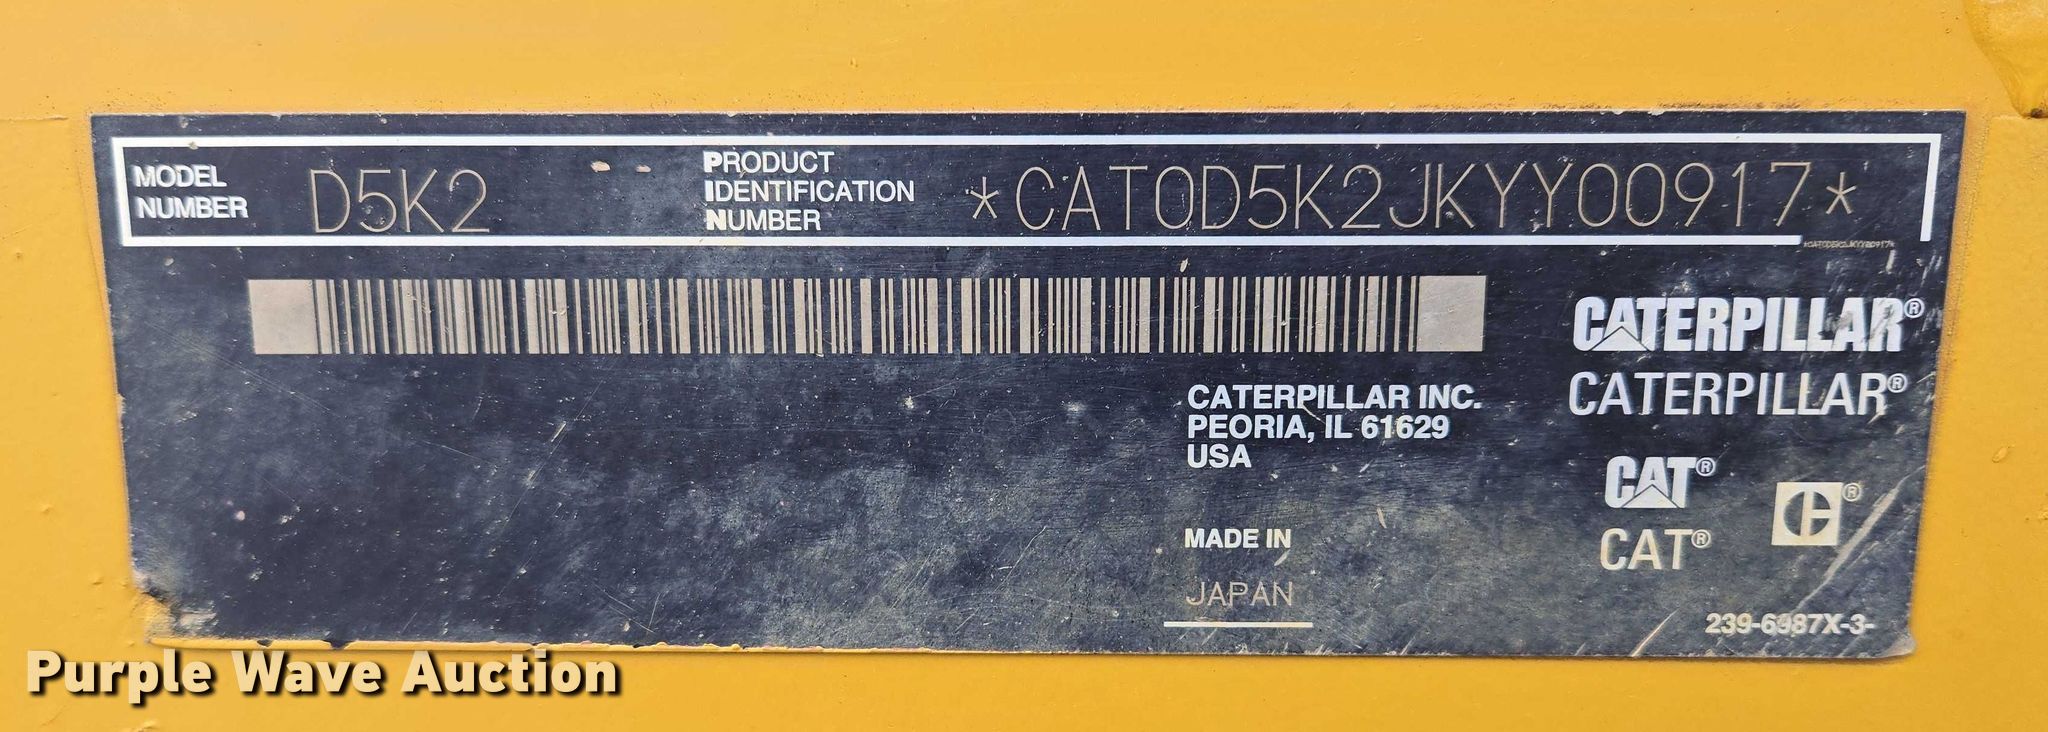 MODEL NUMBER D5K2
PRODUCT IDENTIFICATION NUMBER *CAT0D5K2JKYY00917*
*CAT0D5K2JKYY00917*
CATERPILLAR®
CATERPILLAR®
CATERPILLAR INC.
PEORIA, IL 61629
USA
CAT®
®
CAT®
MADE IN
JAPAN
239-6987X-3-
Purple Wave Auction